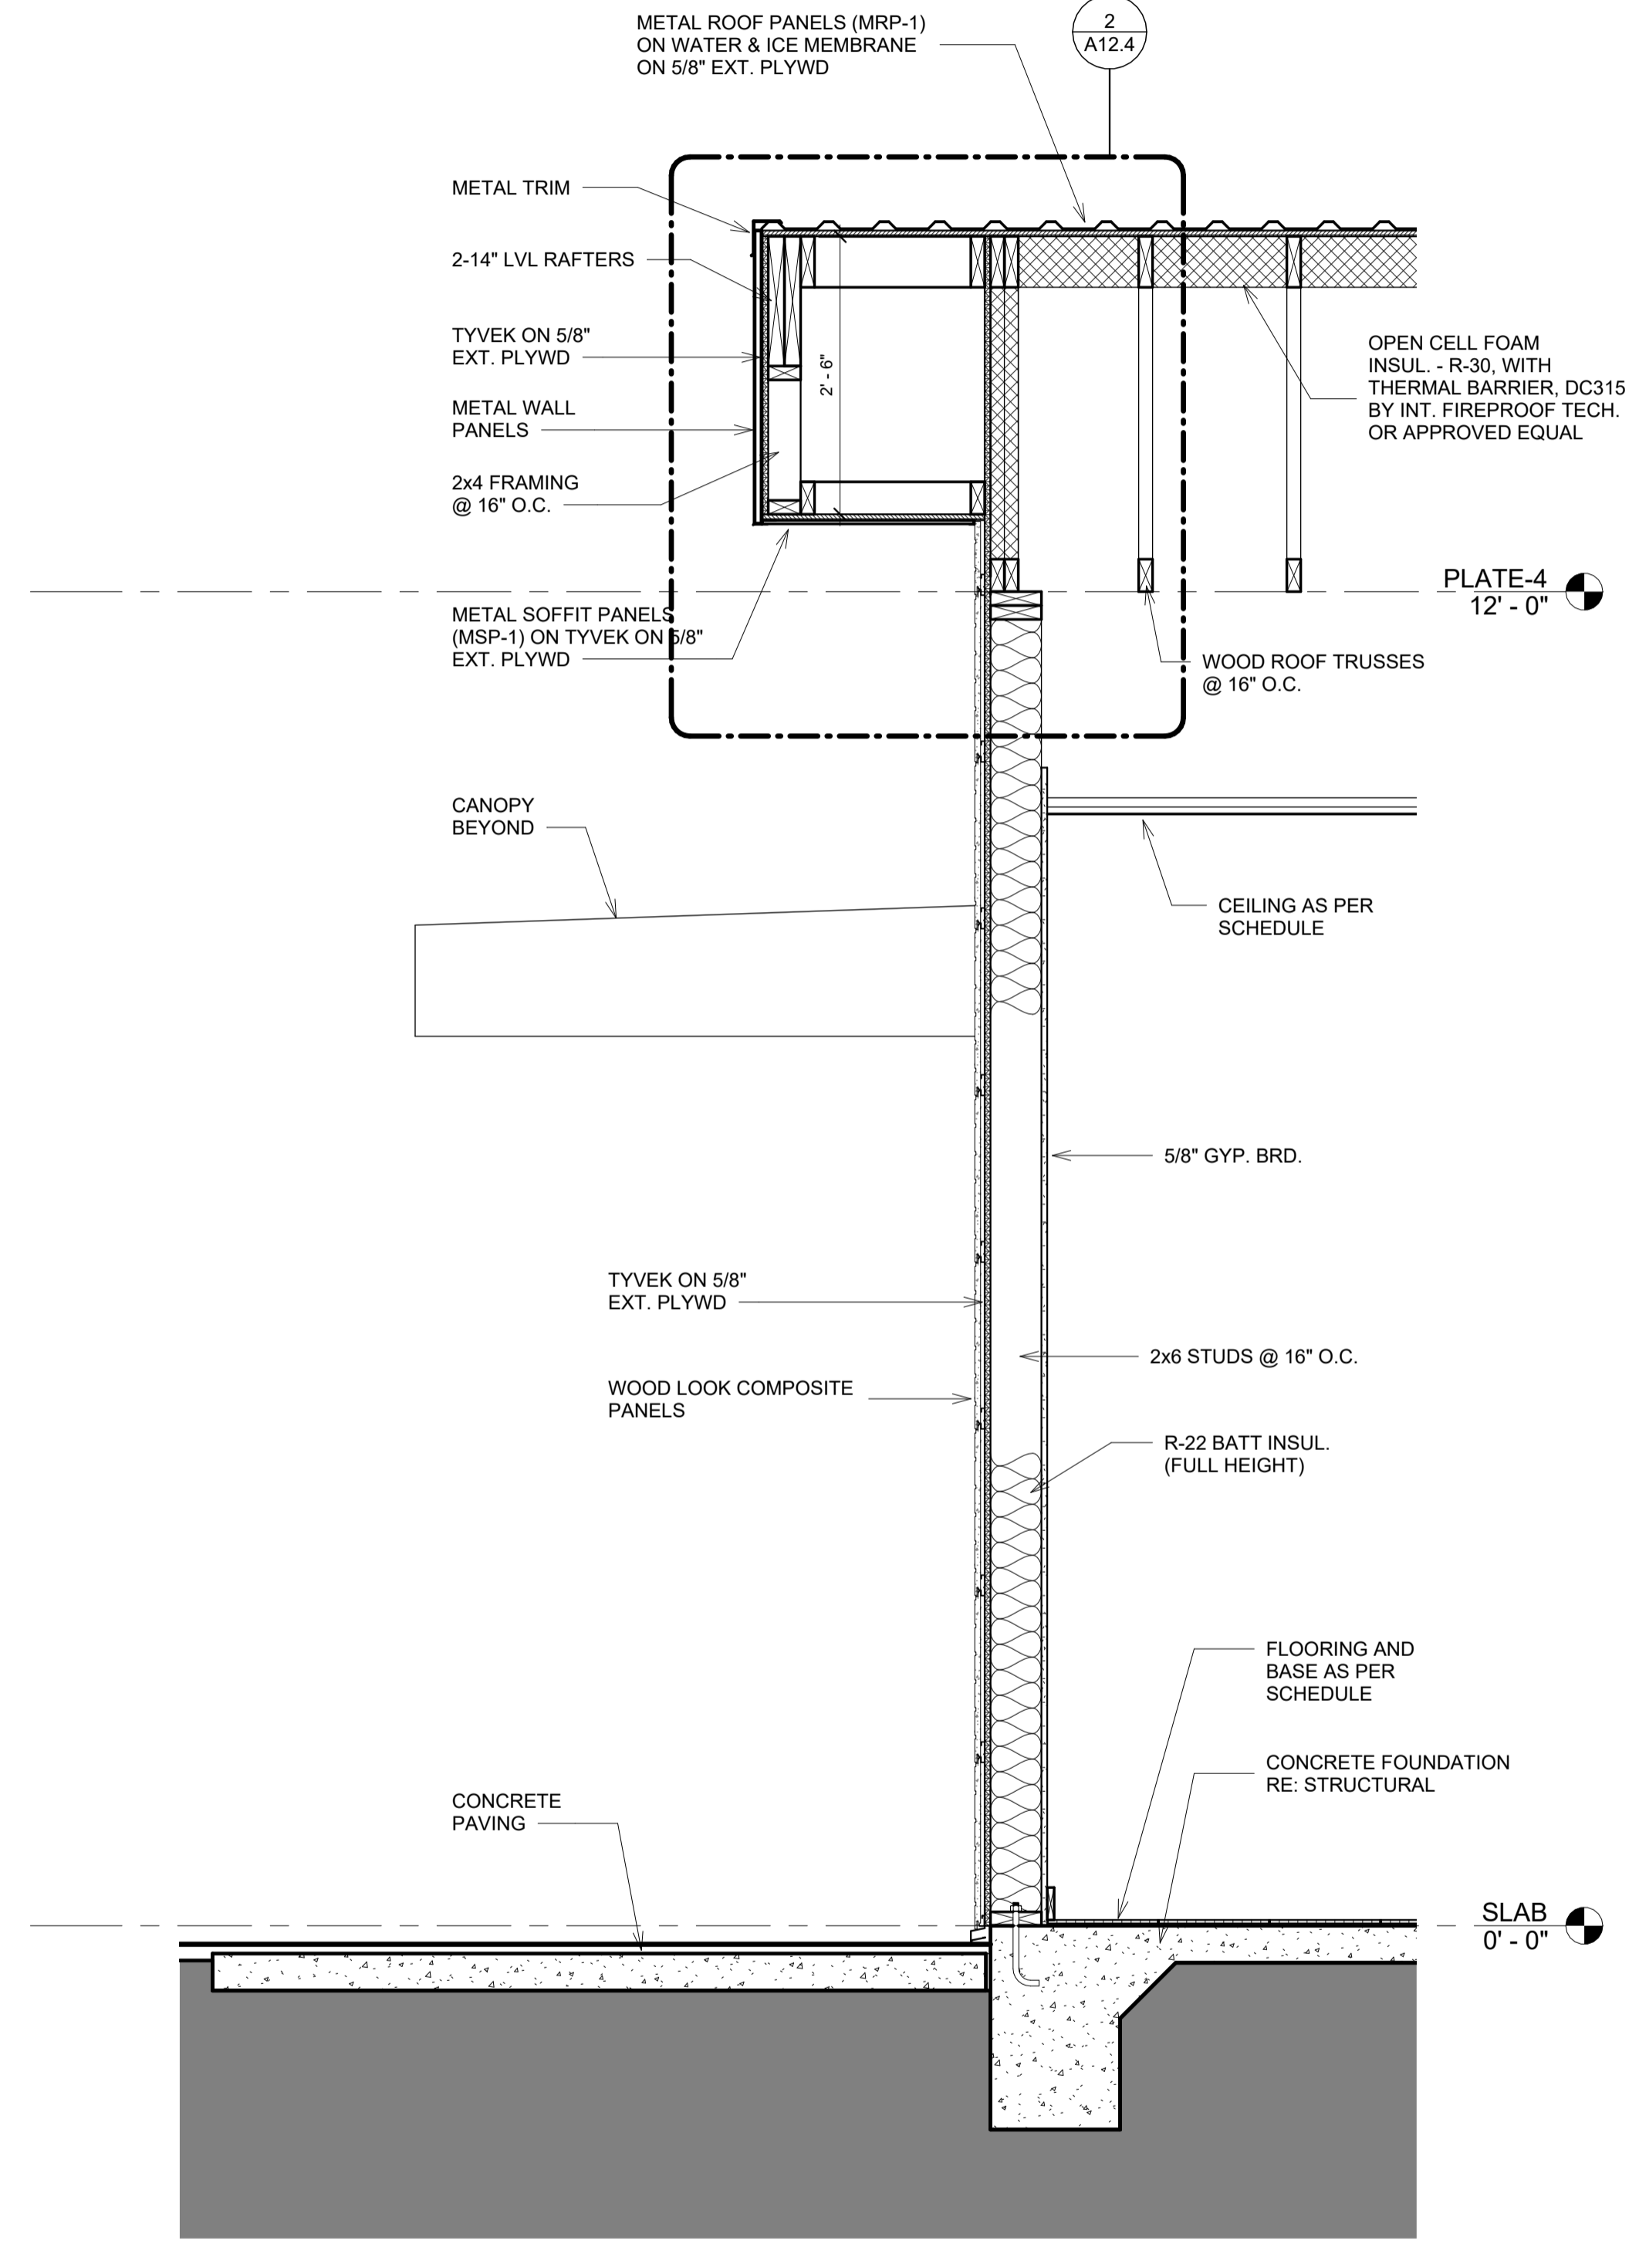 METAL ROOF PANELS (MRP-1)
ON WATER & ICE MEMBRANE
ON 5/8" EXT. PLYWD
2
A12.4
METAL TRIM
2-14" LVL RAFTERS
TYVEK ON 5/8"
EXT. PLYWD
METAL WALL
PANELS
2x4 FRAMING
@ 16" O.C.
2' - 6"
OPEN CELL FOAM
INSUL. - R-30, WITH
THERMAL BARRIER, DC315
BY INT. FIREPROOF TECH.
OR APPROVED EQUAL
PLATE-4
12' - 0"
METAL SOFFIT PANELS
(MSP-1) ON TYVEK ON 5/8"
EXT. PLYWD
WOOD ROOF TRUSSES
@ 16" O.C.
CANOPY
BEYOND
CEILING AS PER
SCHEDULE
5/8" GYP. BRD.
TYVEK ON 5/8"
EXT. PLYWD
2x6 STUDS @ 16" O.C.
WOOD LOOK COMPOSITE
PANELS
R-22 BATT INSUL.
(FULL HEIGHT)
FLOORING AND
BASE AS PER
SCHEDULE
CONCRETE FOUNDATION
RE: STRUCTURAL
CONCRETE
PAVING
SLAB
0' - 0"